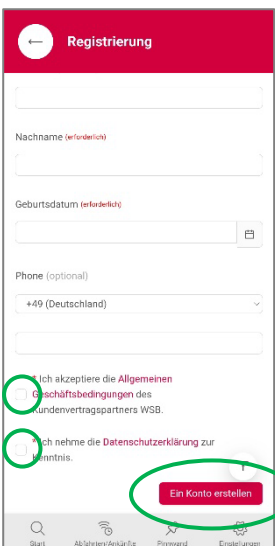 Registrierung
Nachname (erforderlich)
Geburtsdatum (erforderlich)
Phone (optional)
+49 (Deutschland)
* Ich akzeptiere die Allgemeinen
Geschäftsbedingungen des
Kundenvertragspartners WSB.
* Ich nehme die Datenschutzerklärung zur
Kenntnis.
Ein Konto erstellen
Start Abfahrten/Ankünfte Pinnwand Einstellungen